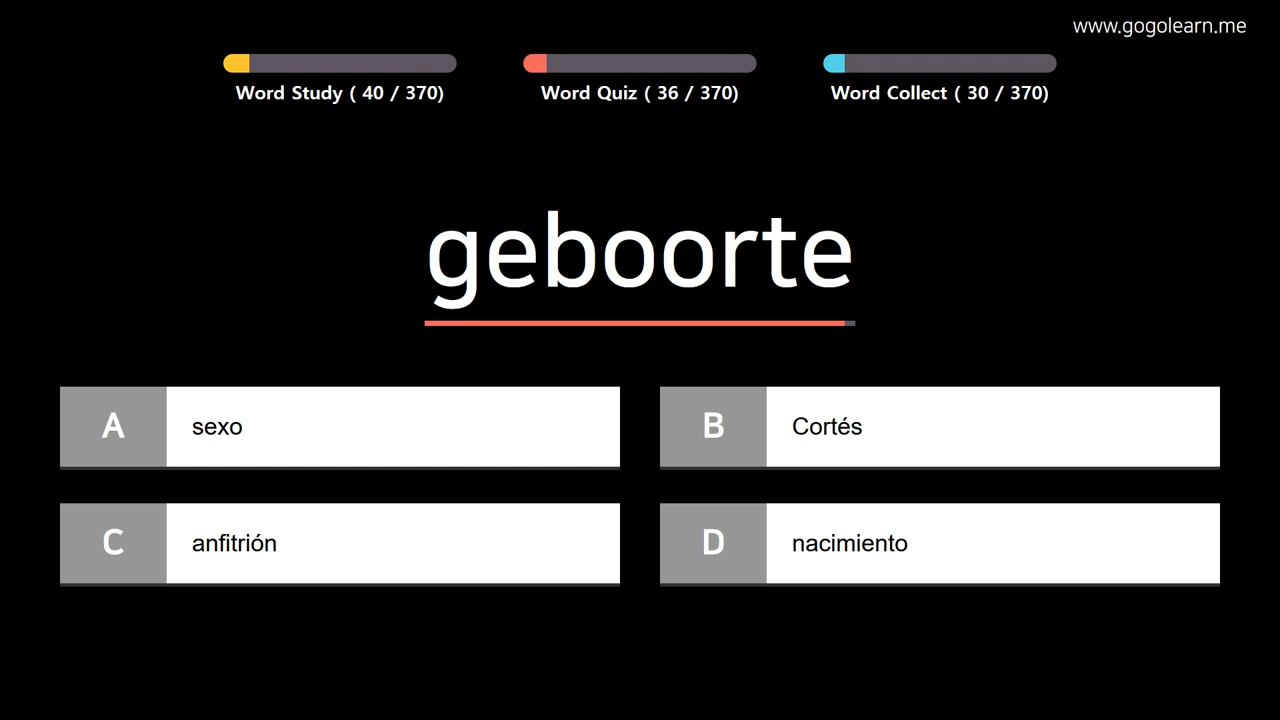 www.gogolearn.me
Word Study ( 40 / 370)
Word Quiz ( 36 / 370)
Word Collect ( 30 / 370)
geboorte
A sexo
B Cortés
C anfitrión
D nacimiento